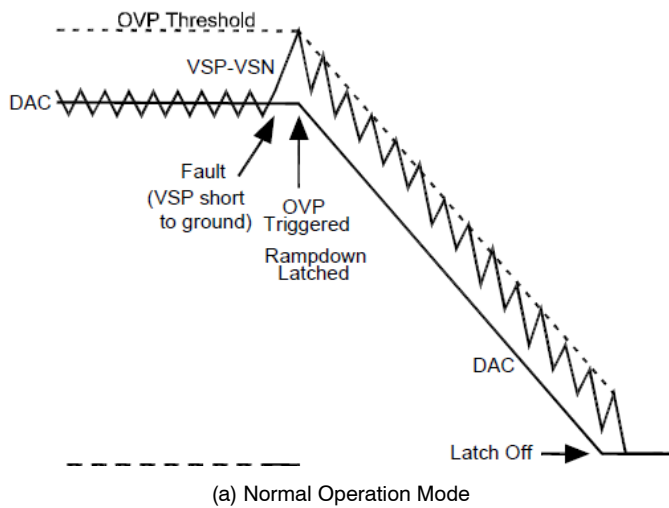 OVP Threshold
VSP-VSN
DAC
Fault
(VSP short
to ground)
OVP
Triggered
Rampdown
Latched
DAC
Latch Off
(a) Normal Operation Mode